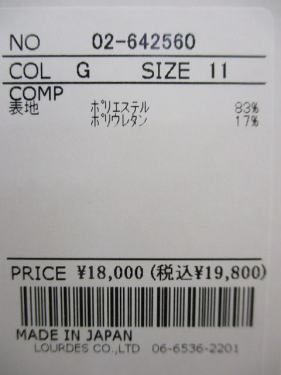 NO 02-642560
COL G SIZE 11
COMP
表地 ﾎﾟﾘｴｽﾃﾙ 83%
ﾎﾟﾘｳﾚﾀﾝ 17%
PRICE ¥18,000 (税込¥19,800)
MADE IN JAPAN
LOURDES CO.,LTD 06-6536-2201